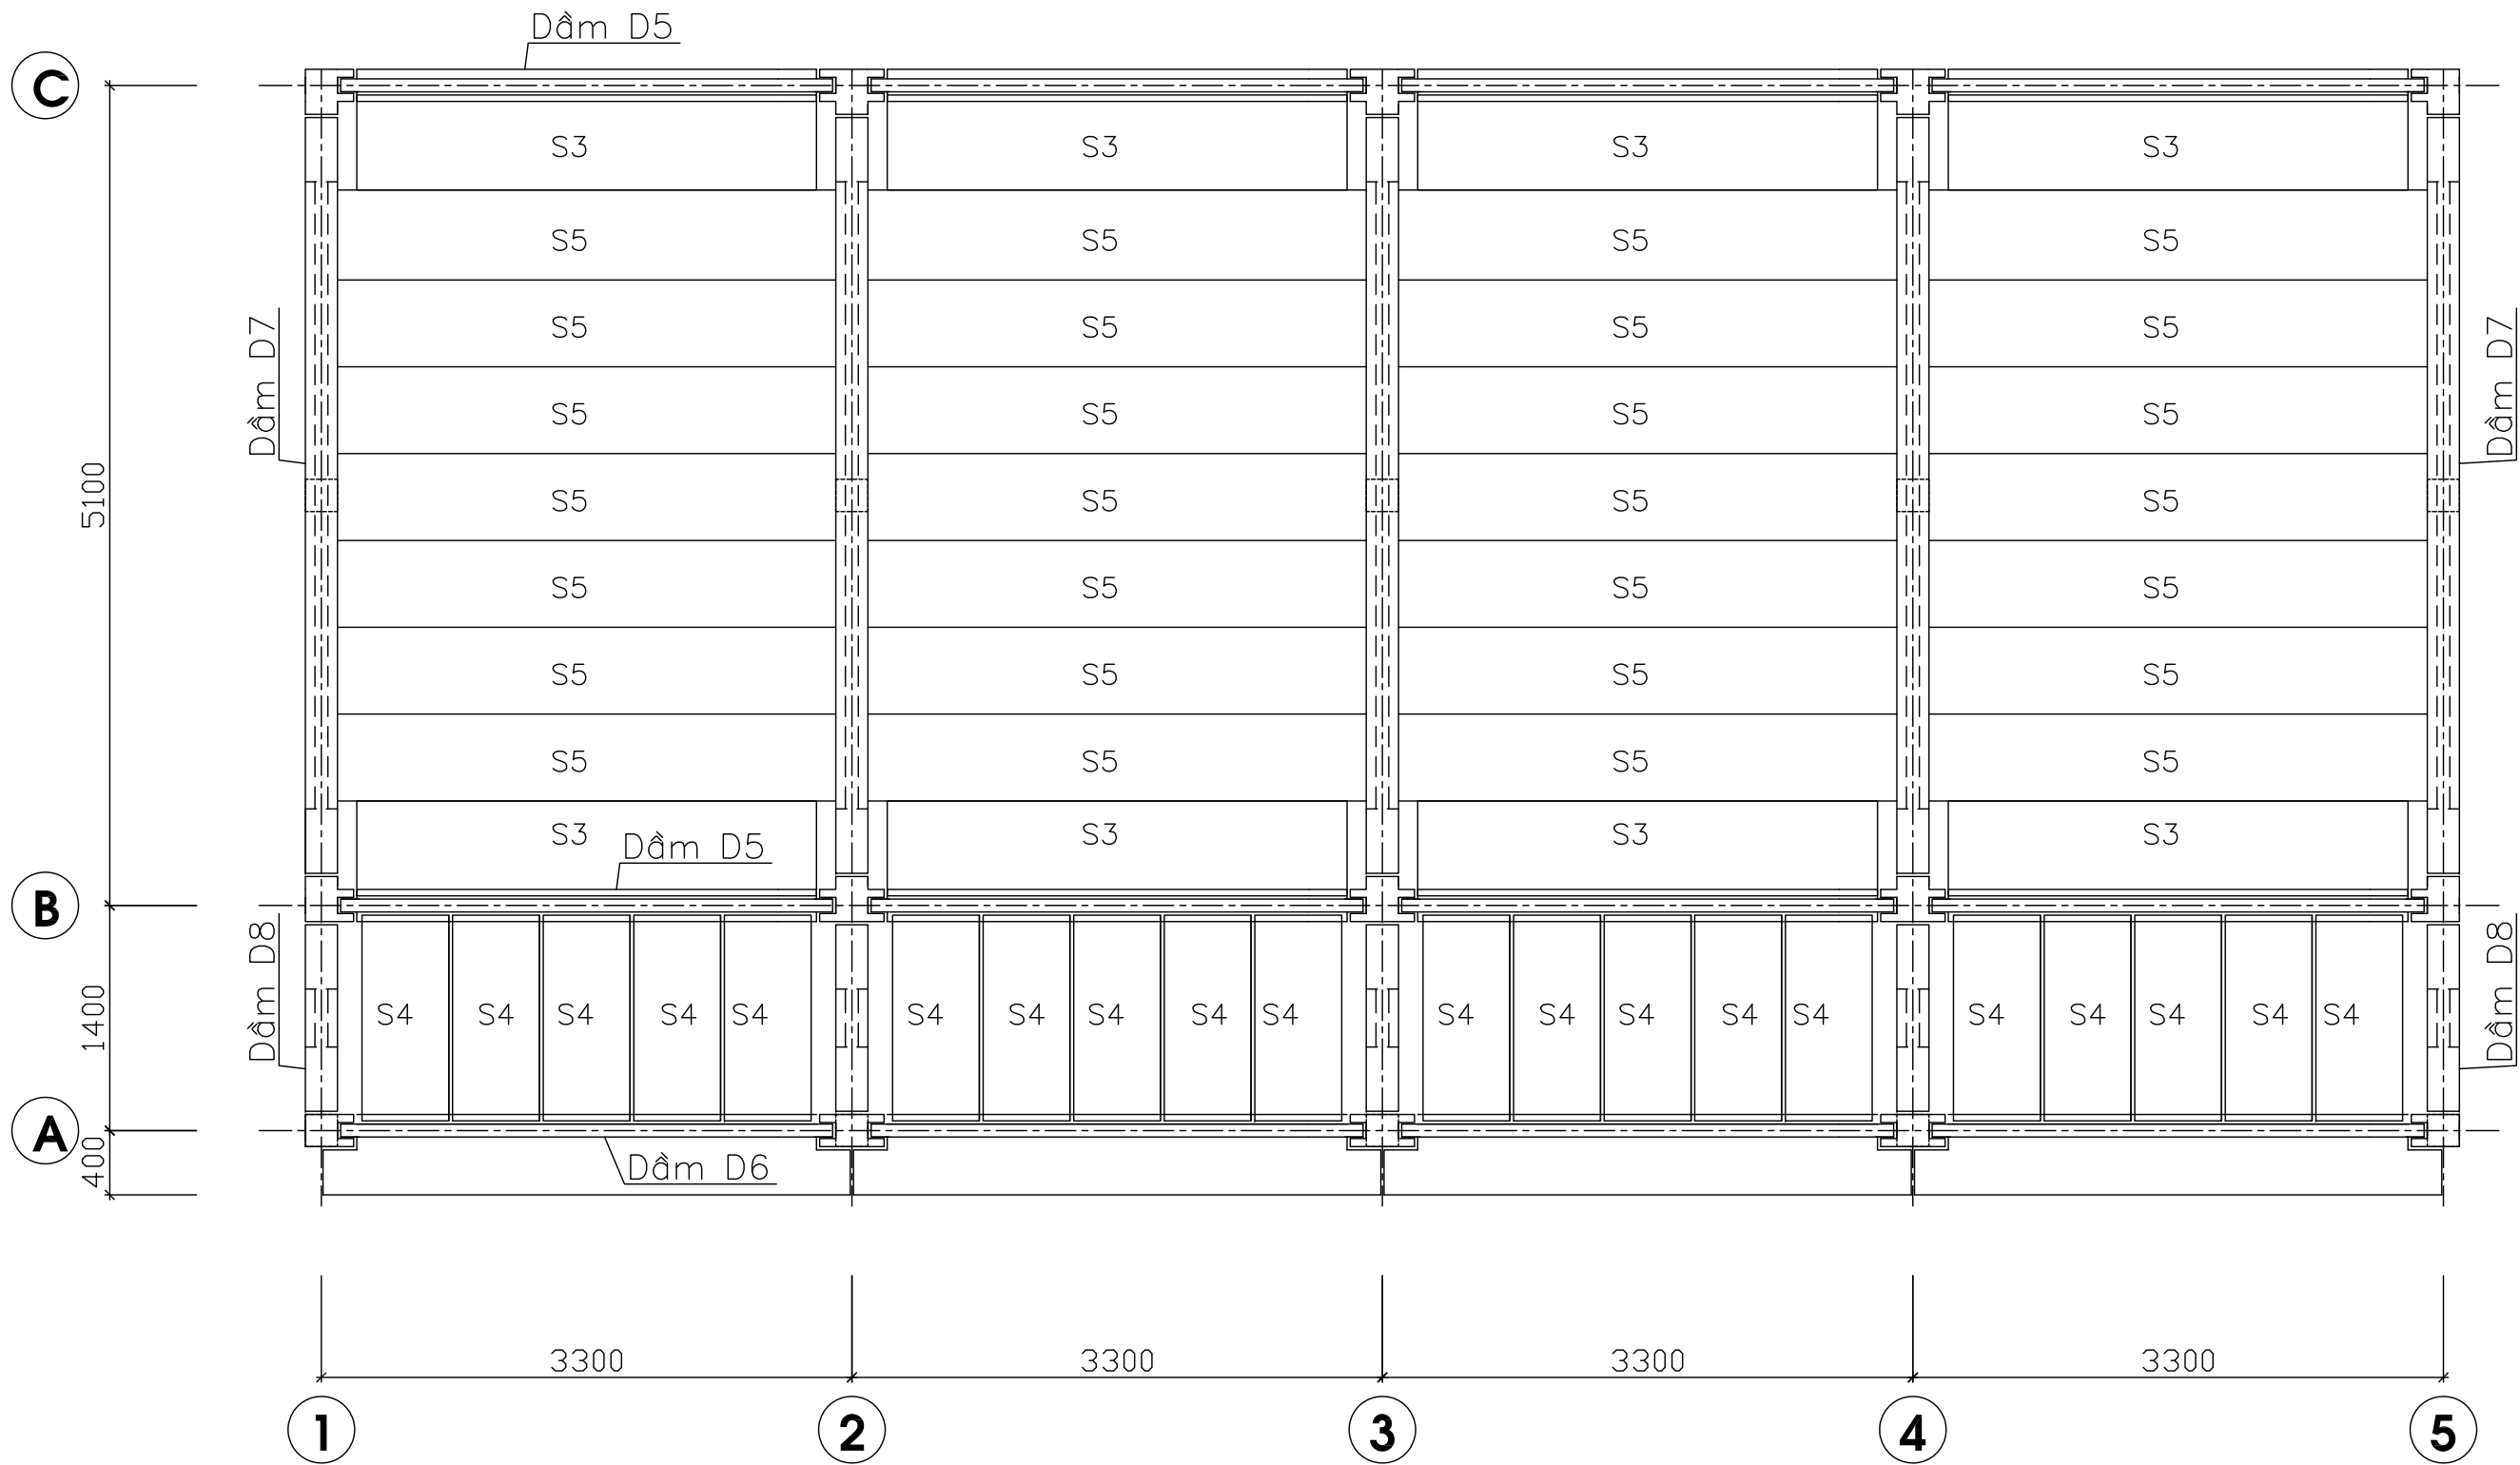 Dầm D5
C
S3 S3 S3 S3
S5 S5 S5 S5
S5 S5 S5 S5
Dầm D7 Dầm D7
S5 S5 S5 S5
5100
S5 S5 S5 S5
S5 S5 S5 S5
S5 S5 S5 S5
S5 S5 S5 S5
S3 S3 S3 S3
Dầm D5
B
Dầm D8 Dầm D8
1400
S4 S4 S4 S4 S4 S4 S4 S4 S4 S4 S4 S4 S4 S4 S4 S4 S4 S4 S4 S4
A
400
Dầm D6
3300 3300 3300 3300
1 2 3 4 5